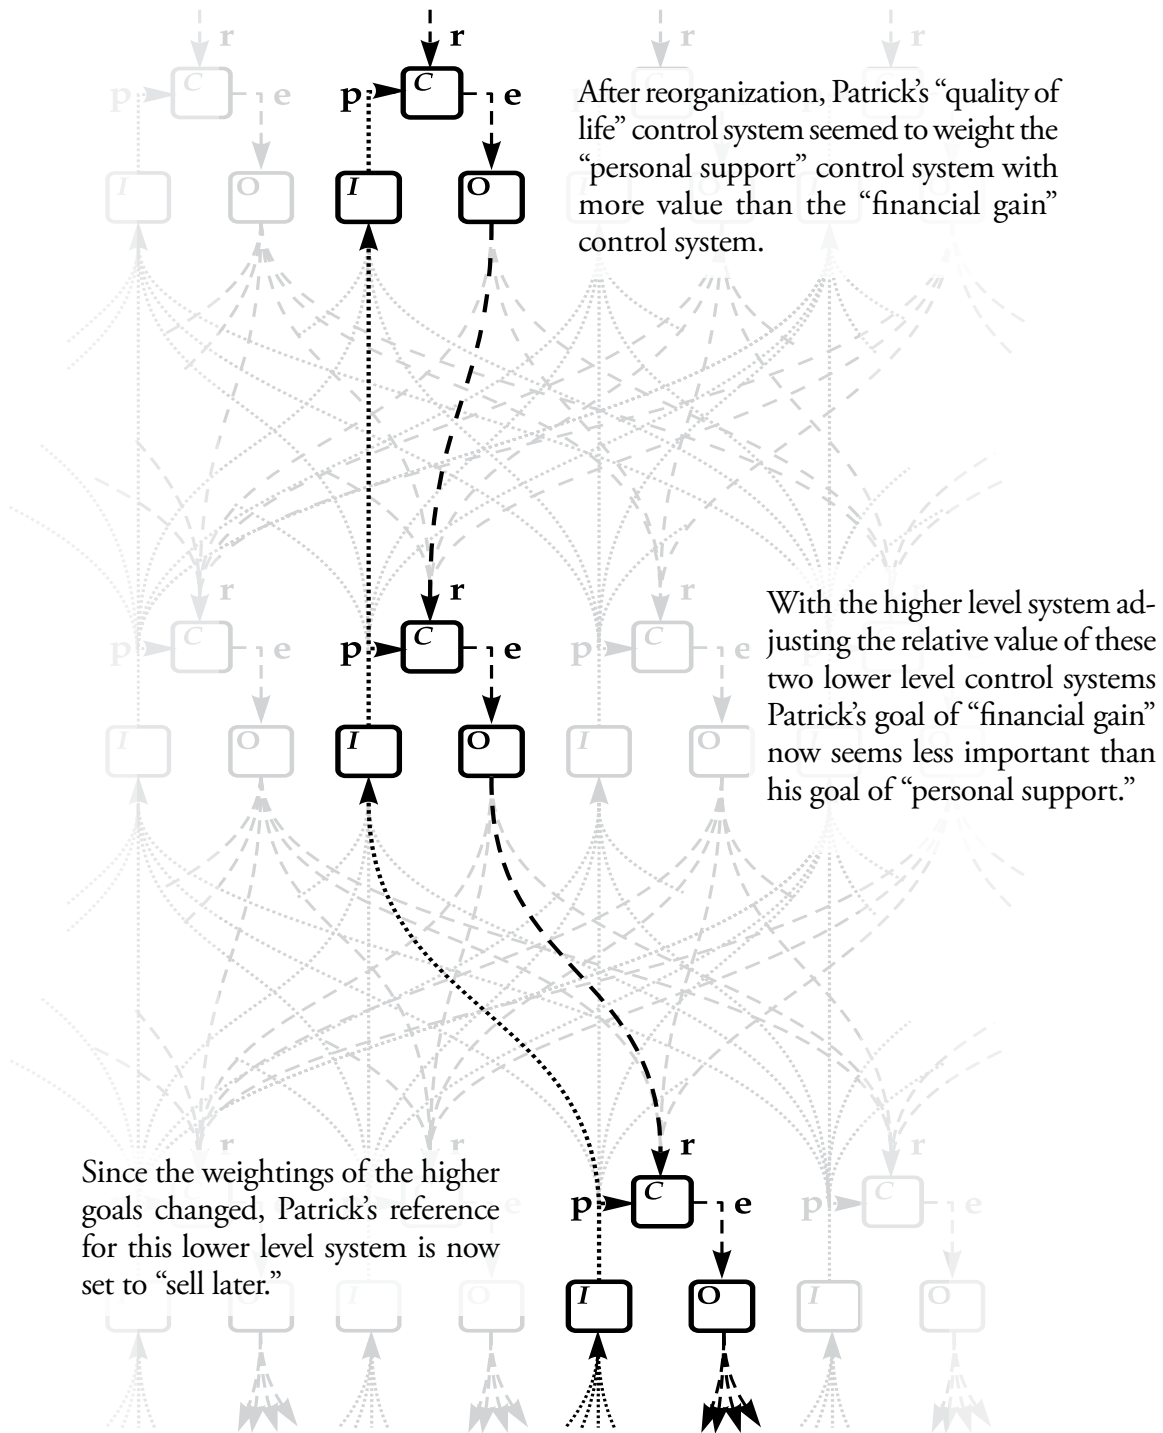 r r r r
p C e p C e C C
After reorganization, Patrick's “quality of
life” control system seemed to weight the
“personal support” control system with
more value than the “financial gain”
control system.
I O I O
r r r
p C e p C e p C e
With the higher level system ad-
justing the relative value of these
two lower level control systems
Patrick's goal of “financial gain”
now seems less important than
his goal of “personal support.”
I O I O I O
r r r r
Since the weightings of the higher
goals changed, Patrick's reference
for this lower level system is now
set to “sell later.”
p C e p C e
I O I O I O